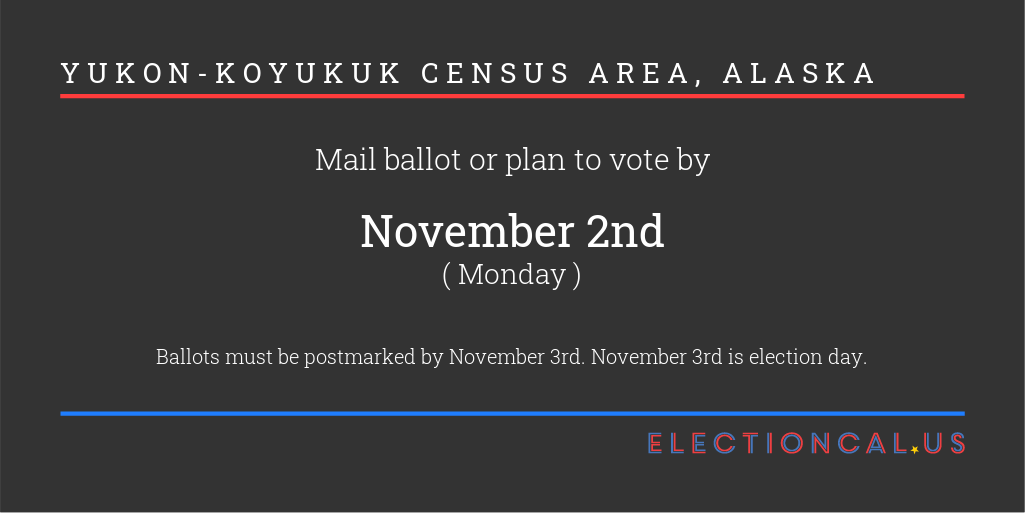 YUKON-KOYUKUK CENSUS AREA, ALASKA
Mail ballot or plan to vote by
November 2nd
( Monday )
Ballots must be postmarked by November 3rd. November 3rd is election day.
ELECTIONCAL.US